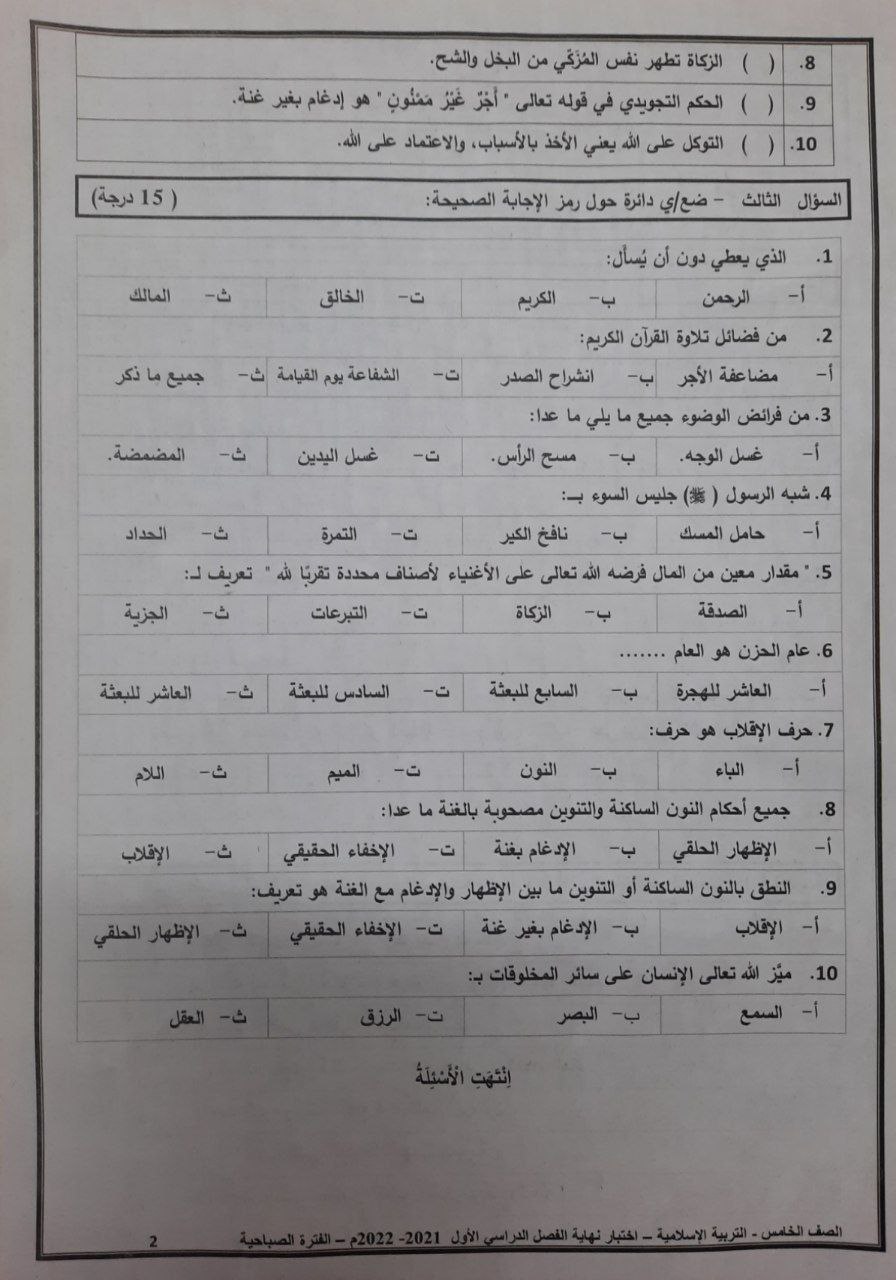 8. ( ) الزكاة تطهر نفس المُزَكّي من البخل والشح.
9. ( ) الحكم التجويدي في قوله تعالى " أَجْرٌ غَيْرُ مَمْنُونٍ " هو إدغام بغير غنة.
10. ( ) التوكل على الله يعني الأخذ بالأسباب، والاعتماد على الله.
السؤال الثالث - ضع/ي دائرة حول رمز الإجابة الصحيحة: ( 15 درجة)
1. الذي يعطي دون أن يُسأَل:
أ- الرحمن ب- الكريم ت- الخالق ث- المالك
2. من فضائل تلاوة القرآن الكريم:
أ- مضاعفة الأجر ب- انشراح الصدر ت- الشفاعة يوم القيامة ث- جميع ما ذكر
3. من فرائض الوضوء جميع ما يلي ما عدا:
أ- غسل الوجه. ب- مسح الرأس. ت- غسل اليدين ث- المضمضة.
4. شبه الرسول ( ﷺ) جليس السوء بــ:
أ- حامل المسك ب- نافخ الكير ت- التمرة ث- الحداد
5. " مقدار معين من المال فرضه الله تعالى على الأغنياء لأصناف محددة تقربًا لله " تعريف لـ:
أ- الصدقة ب- الزكاة ت- التبرعات ث- الجزية
6. عام الحزن هو العام .......
أ- العاشر للهجرة ب- السابع للبعثة ت- السادس للبعثة ث- العاشر للبعثة
7. حرف الإقلاب هو حرف:
أ- الباء ب- النون ت- الميم ث- اللام
8. جميع أحكام النون الساكنة والتنوين مصحوبة بالغنة ما عدا:
أ- الإظهار الحلقي ب- الإدغام بغنة ت- الإخفاء الحقيقي ث- الإقلاب
9. النطق بالنون الساكنة أو التنوين ما بين الإظهار والإدغام مع الغنة هو تعريف:
أ- الإقلاب ب- الإدغام بغير غنة ت- الإخفاء الحقيقي ث- الإظهار الحلقي
10. ميَّز الله تعالى الإنسان على سائر المخلوقات بـ:
أ- السمع ب- البصر ت- الرزق ث- العقل
اِنْتَهَتِ الْأَسْئِلَةُ
الصف الخامس - التربية الإسلامية – اختبار نهاية الفصل الدراسي الأول 2021- 2022م – الفترة الصباحية 2